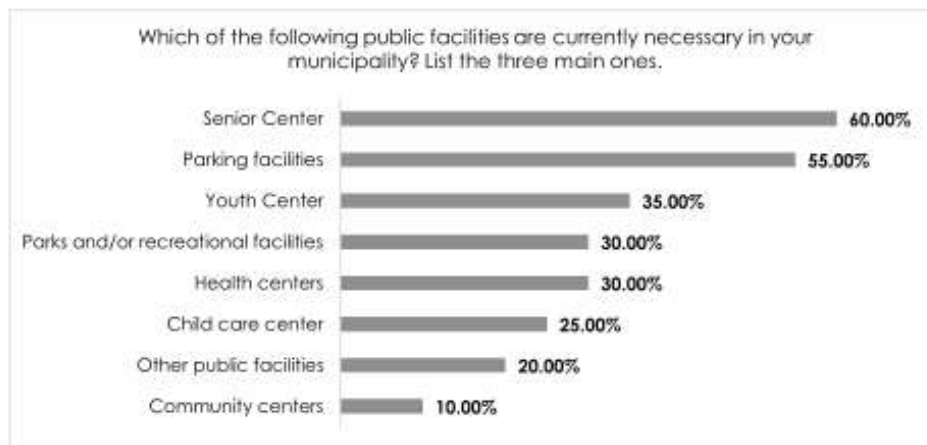 Which of the following public facilities are currently necessary in your
municipality? List the three main ones.
Senior Center 60.00%
Parking facilities 55.00%
Youth Center 35.00%
Parks and/or recreational facilities 30.00%
Health centers 30.00%
Child care center 25.00%
Other public facilities 20.00%
Community centers 10.00%